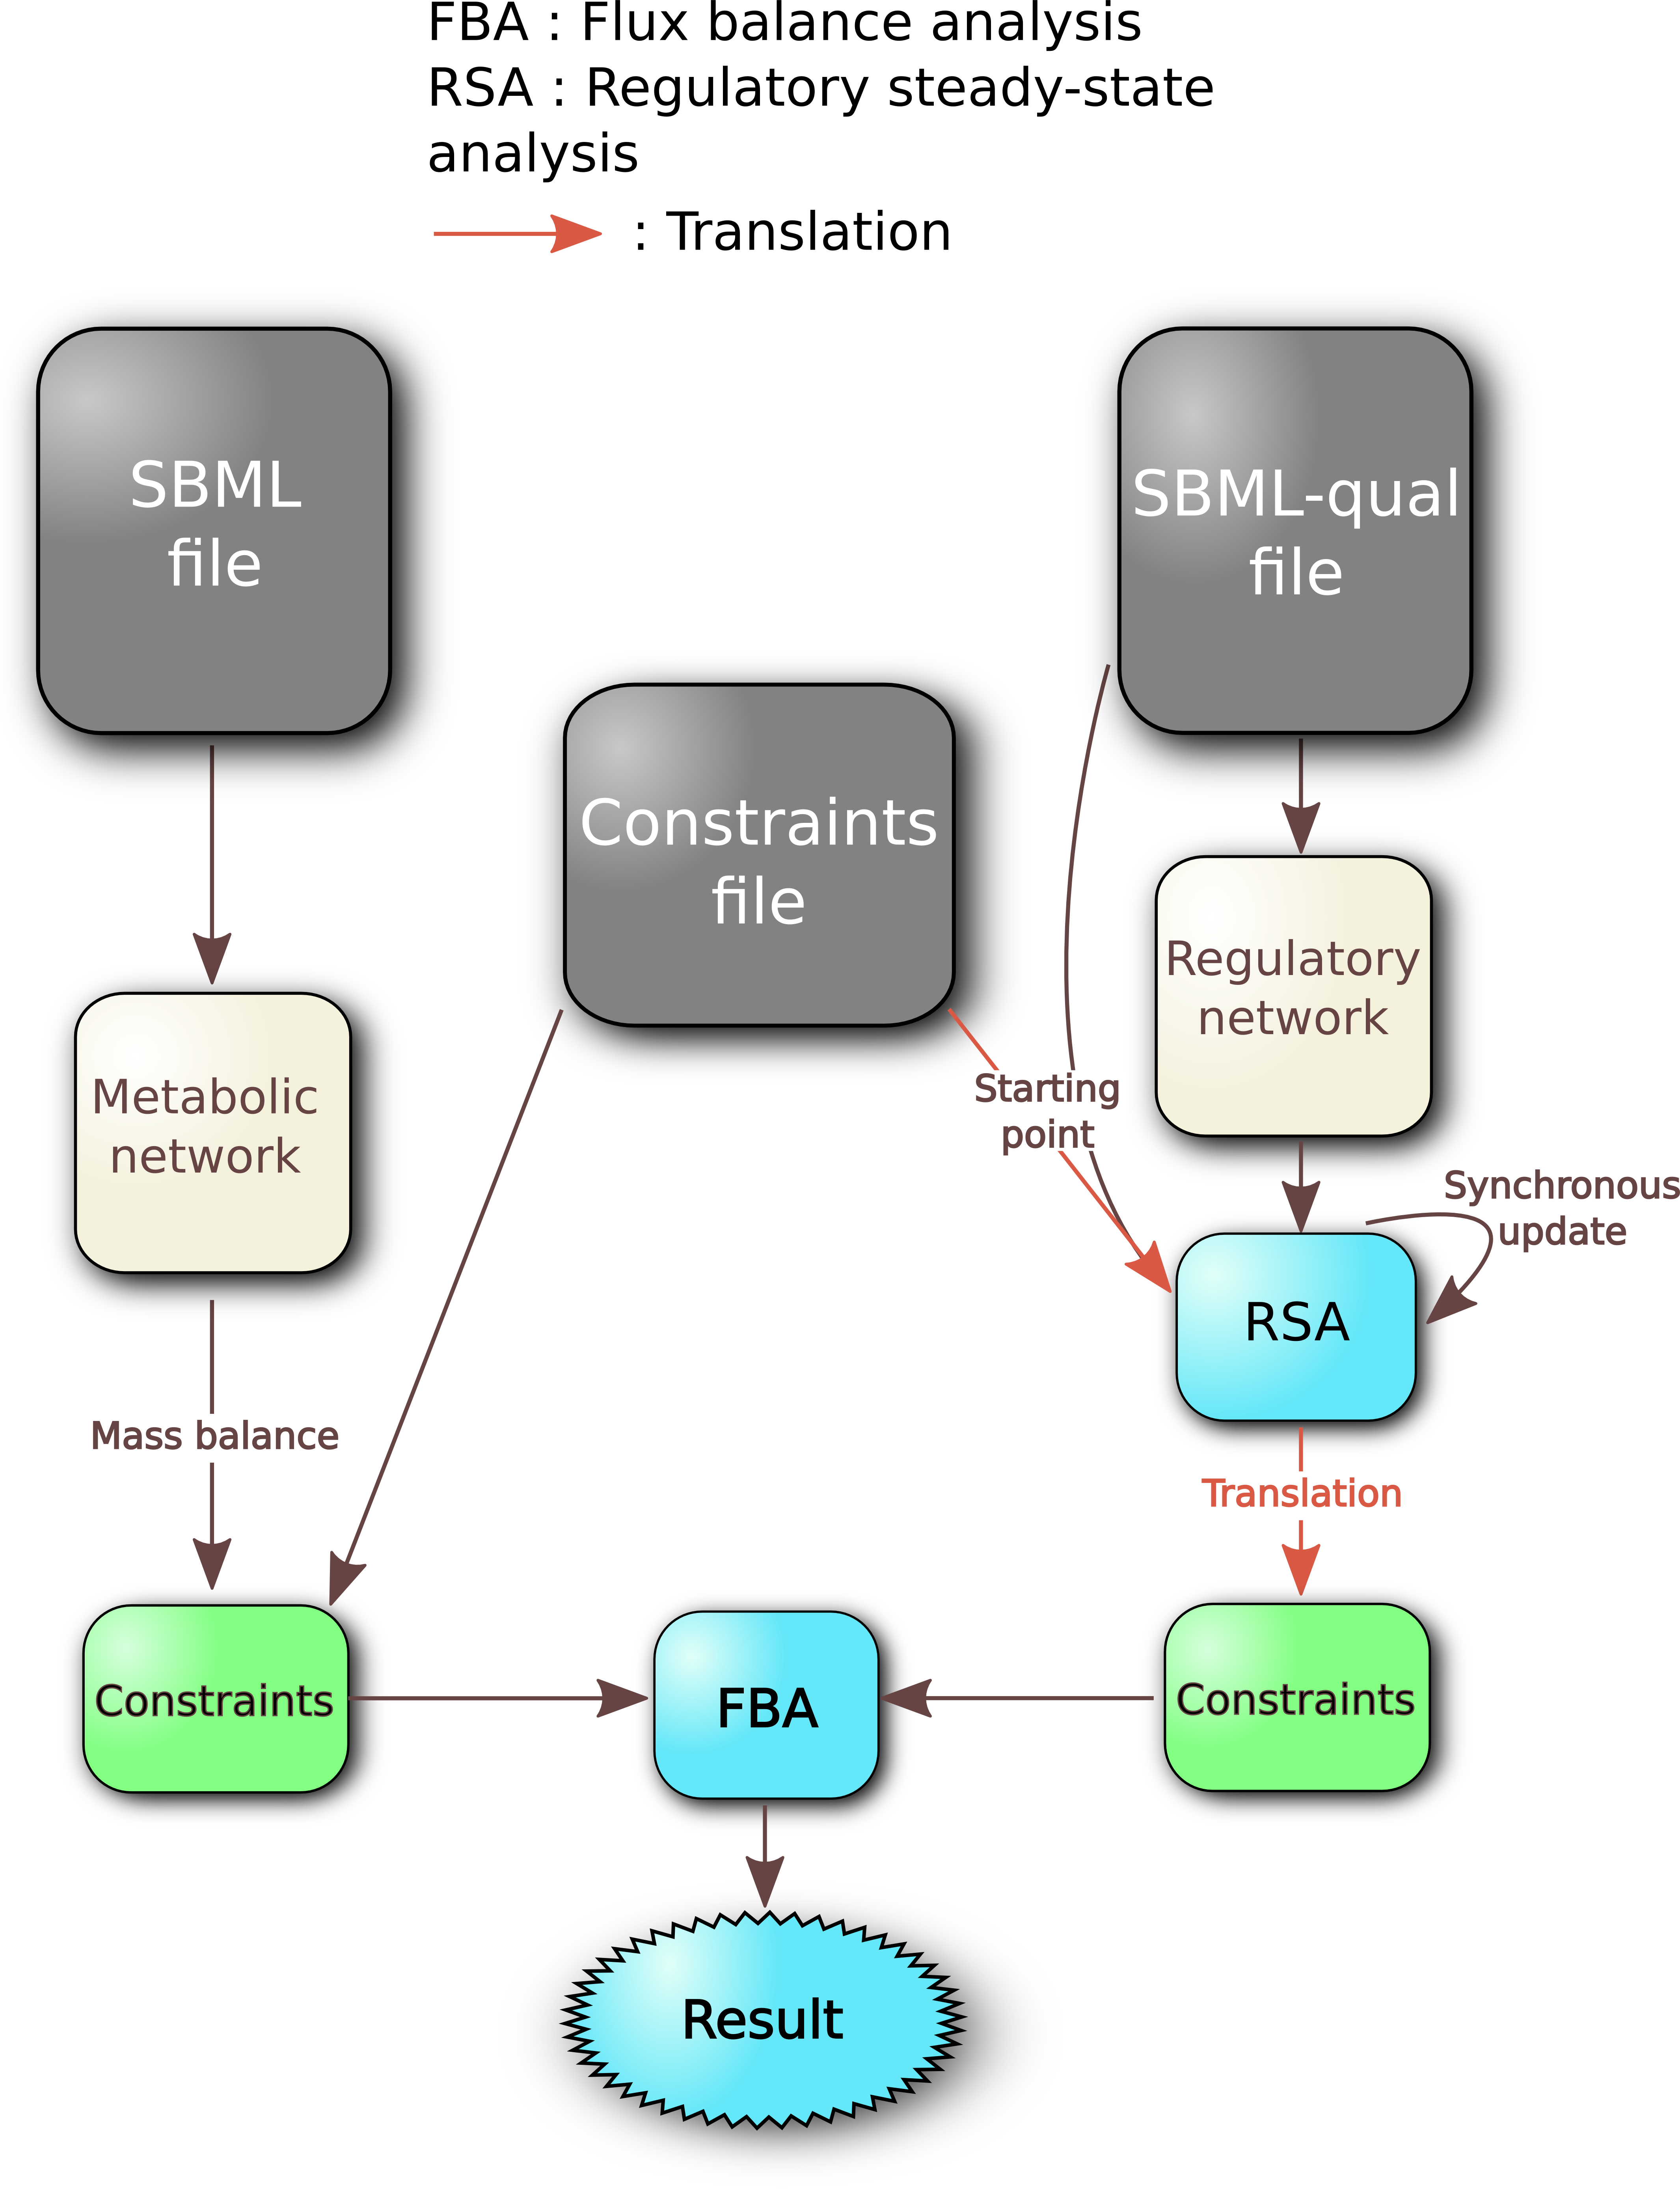 FBA : Flux balance analysis
RSA : Regulatory steady-state
analysis
: Translation
SBML
file
SBML-qual
file
Constraints
file
Regulatory
network
Metabolic
network
Starting
point
Synchronous
update
RSA
Mass balance
Translation
Constraints
FBA
Constraints
Result